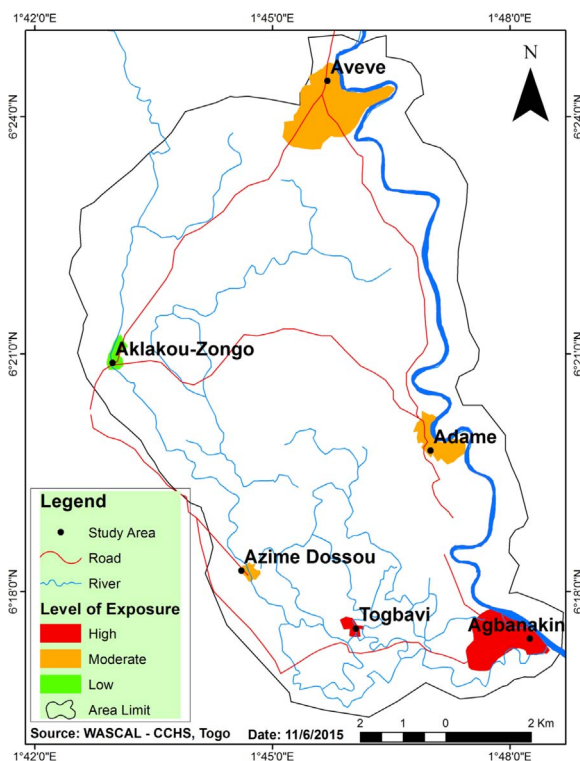 1°42'0"E 1°45'0"E 1°48'0"E
N
Aveve
6°24'0"N 6°24'0"N
6°21'0"N 6°21'0"N
Aklakou-Zongo
Adame
Legend
Study Area
Road
River
Level of Exposure
High
Moderate
Low
Area Limit
Azime Dossou
6°18'0"N 6°18'0"N
Togbavi
Agbanakin
Source: WASCAL - CCHS, Togo Date: 11/6/2015
2 1 0 2 Km
1°42'0"E 1°45'0"E 1°48'0"E